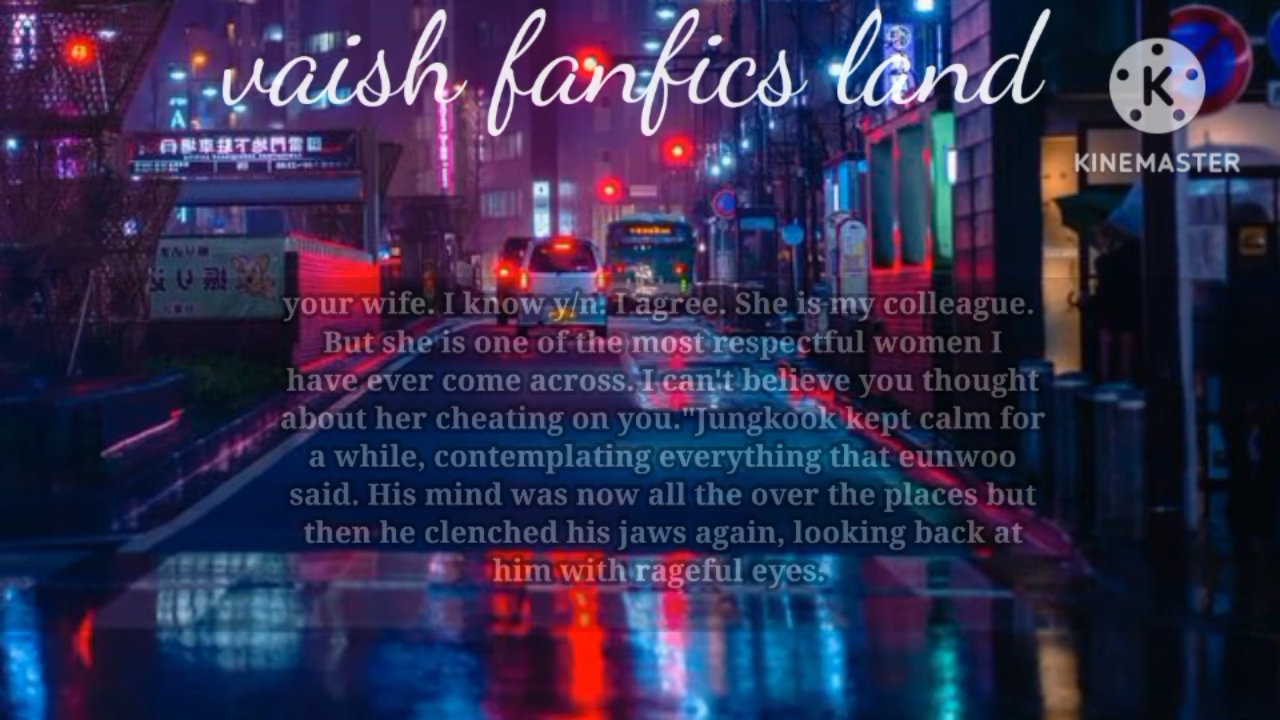 vaish fanfics land
K
KINEMASTER
your wife. I know y/n. I agree. She is my colleague.
But she is one of the most respectful women I
have ever come across. I can't believe you thought
about her cheating on you."Jungkook kept calm for
a while, contemplating everything that eunwoo
said. His mind was now all the over the places but
then he clenched his jaws again, looking back at
him with rageful eyes.